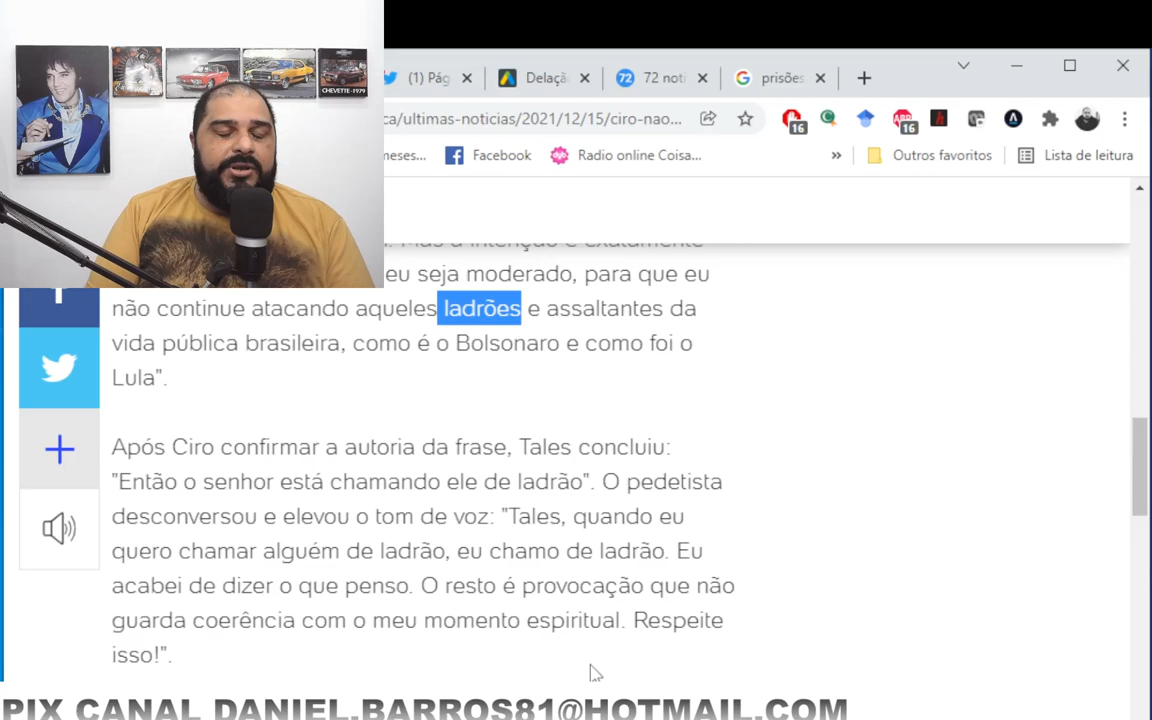 CHEVETTE-1979
(1) Pág
Delaçã
72 noti
prisões
ca/ultimas-noticias/2021/12/15/ciro-nao...
16
16
meses...
Facebook
Radio online Coisa...
»
Outros favoritos
Lista de leitura
eu seja moderado, para que eu
não continue atacando aqueles ladrões e assaltantes da
vida pública brasileira, como é o Bolsonaro e como foi o
Lula".
Após Ciro confirmar a autoria da frase, Tales concluiu:
"Então o senhor está chamando ele de ladrão". O pedetista
desconversou e elevou o tom de voz: "Tales, quando eu
quero chamar alguém de ladrão, eu chamo de ladrão. Eu
acabei de dizer o que penso. O resto é provocação que não
guarda coerência com o meu momento espiritual. Respeite
isso!".
PIX CANAL DANIEL.BARROS81@HOTMAIL.COM